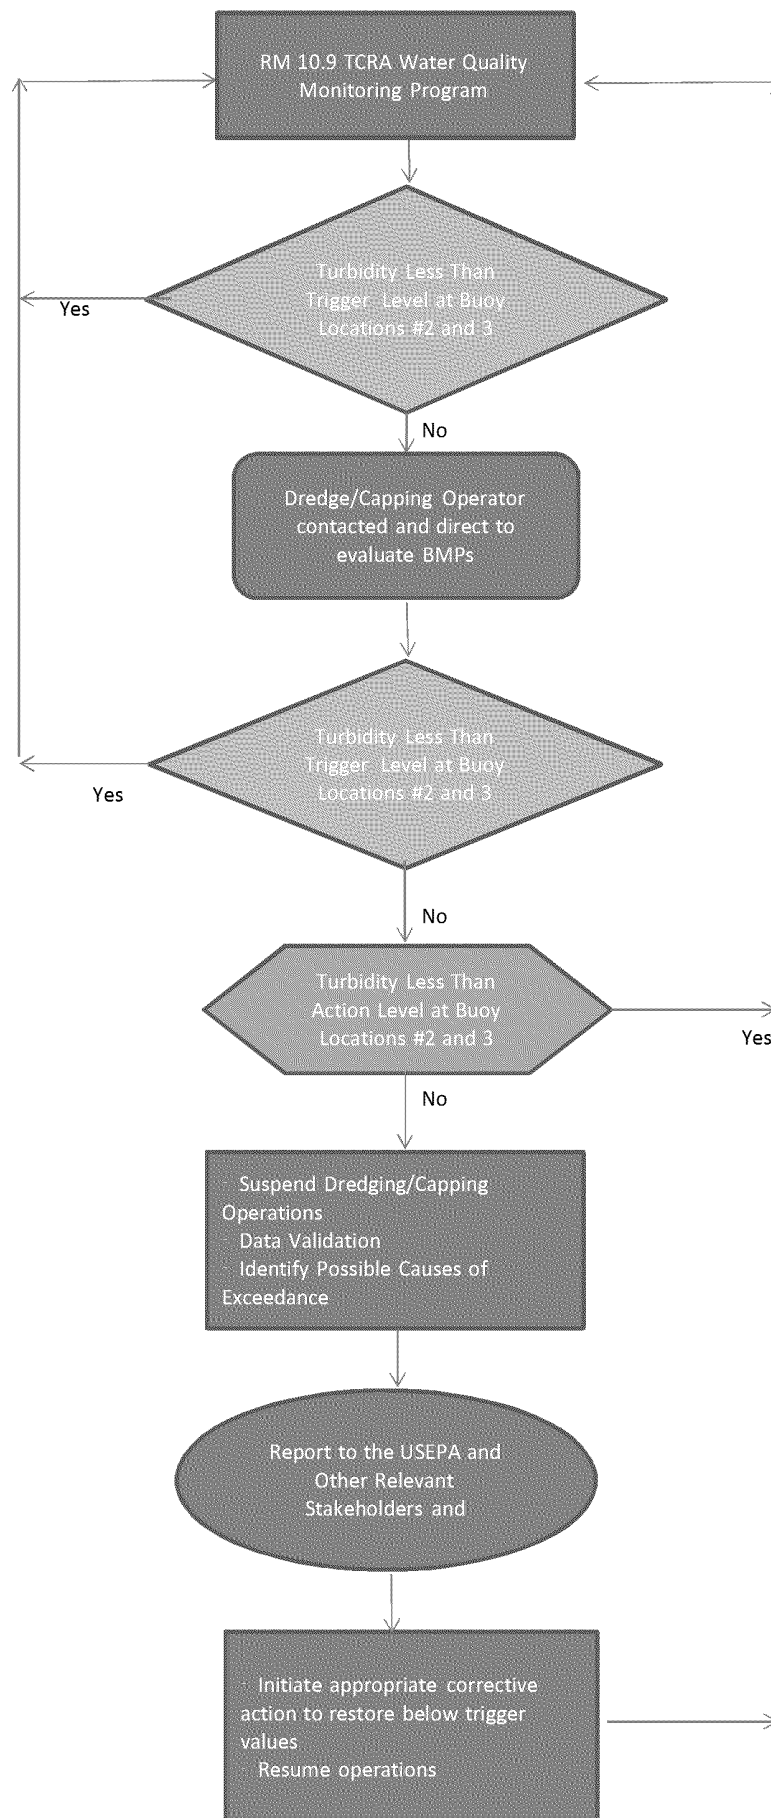 RM 10.9 TCRA Water Quality
Monitoring Program
Turbidity Less Than
Trigger Level at Buoy
Locations #2 and 3
Yes
No
Dredge/Capping Operator
contacted and direct to
evaluate BMPs
Turbidity Less Than
Trigger Level at Buoy
Locations #2 and 3
Yes
No
Turbidity Less Than
Action Level at Buoy
Locations #2 and 3
Yes
No
· Suspend Dredging/Capping
Operations
· Data Validation
· Identify Possible Causes of
Exceedance
Report to the USEPA and
Other Relevant
Stakeholders and
· Initiate appropriate corrective
action to restore below trigger
values
· Resume operations